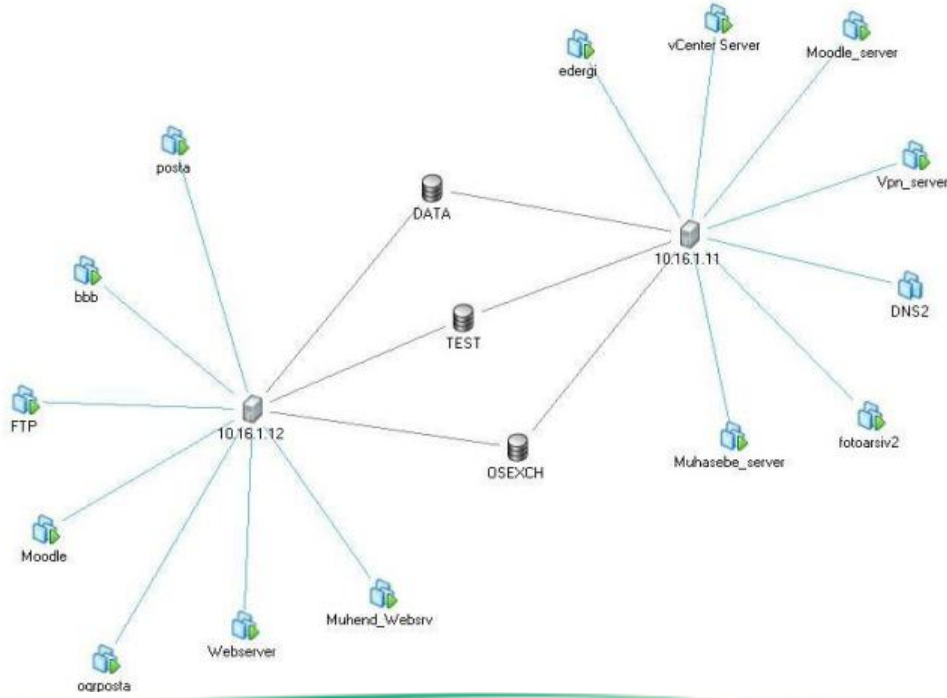 vCenter Server
Moodle_server
edergi
posta
Vpn_server
DATA
10.16.1.11
bbb
DNS2
TEST
FTP
10.16.1.12
fotoarsiv2
Muhasebe_server
OSEXCH
Moodle
Muhend_Websrv
Webserver
ogrposta